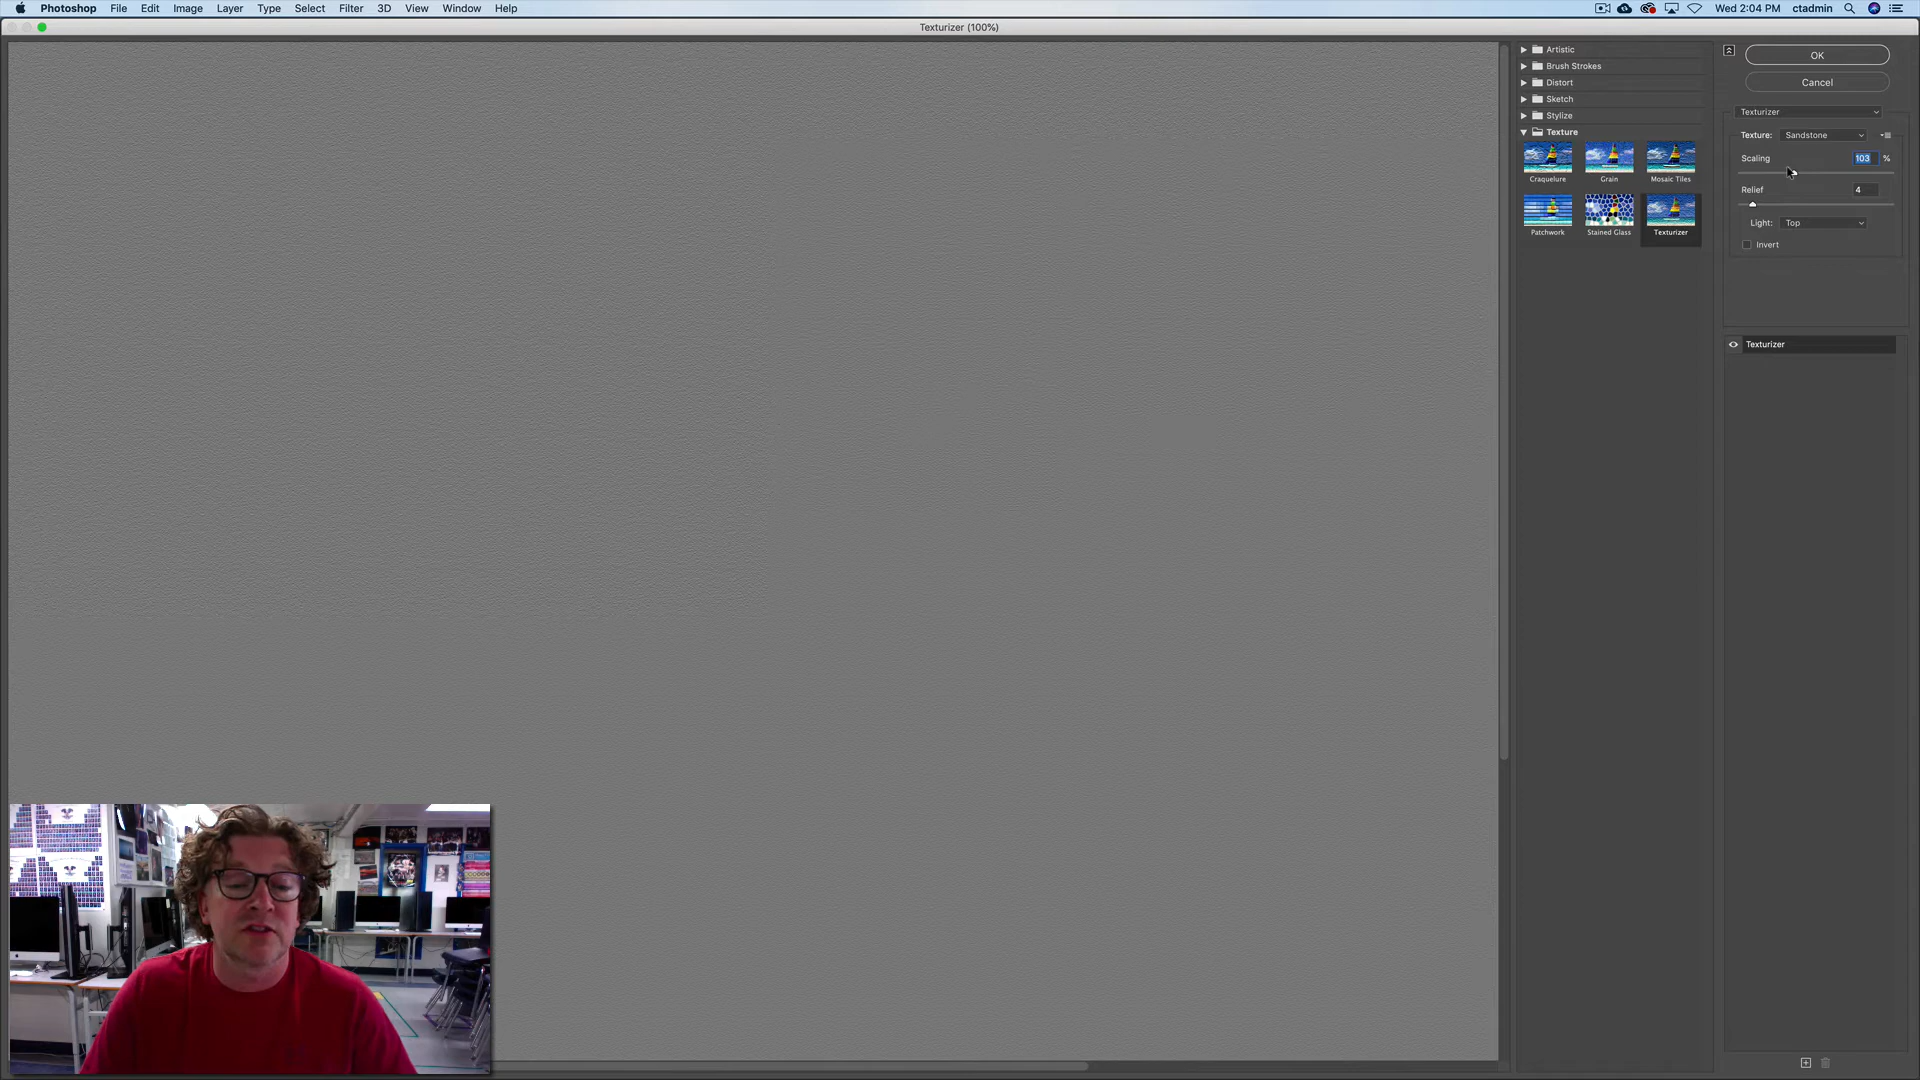 Photoshop File Edit Image Layer Type Select Filter 3D View Window Help Wed 2:04 PM ctadmin
Texturizer (100%)
Artistic
Brush Strokes
Distort
Sketch
Stylize
Texture
Craquelure Grain Mosaic Tiles
Patchwork Stained Glass Texturizer
OK
Cancel
Texturizer
Texture: Sandstone
Scaling 103 %
Relief 4
Light: Top
Invert
Texturizer